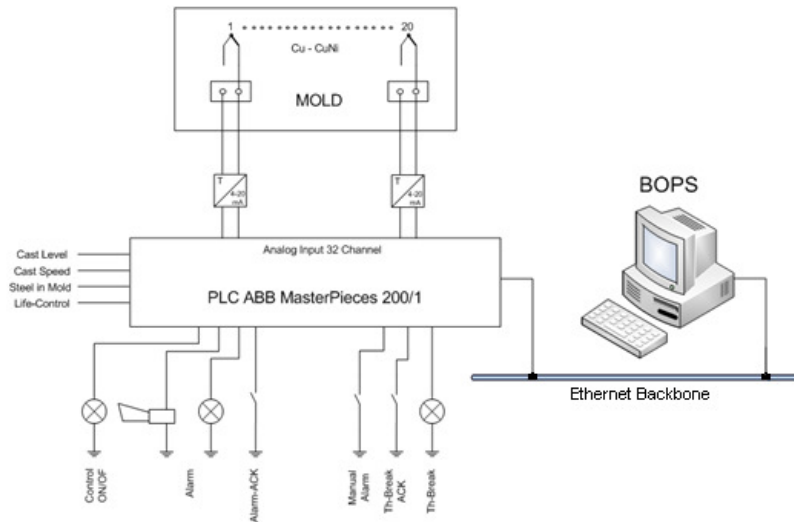 1 20
Cu - CuNi
MOLD
T
4-20
mA
T
4-20
mA
BOPS
Analog Input 32 Channel
Cast Level
Cast Speed
Steel in Mold
Life-Control
PLC ABB MasterPieces 200/1
Ethernet Backbone
Control
ON/OF
Alarm
Alarm-ACK
Manual
Alarm
Th-Break
ACK
Th-Break